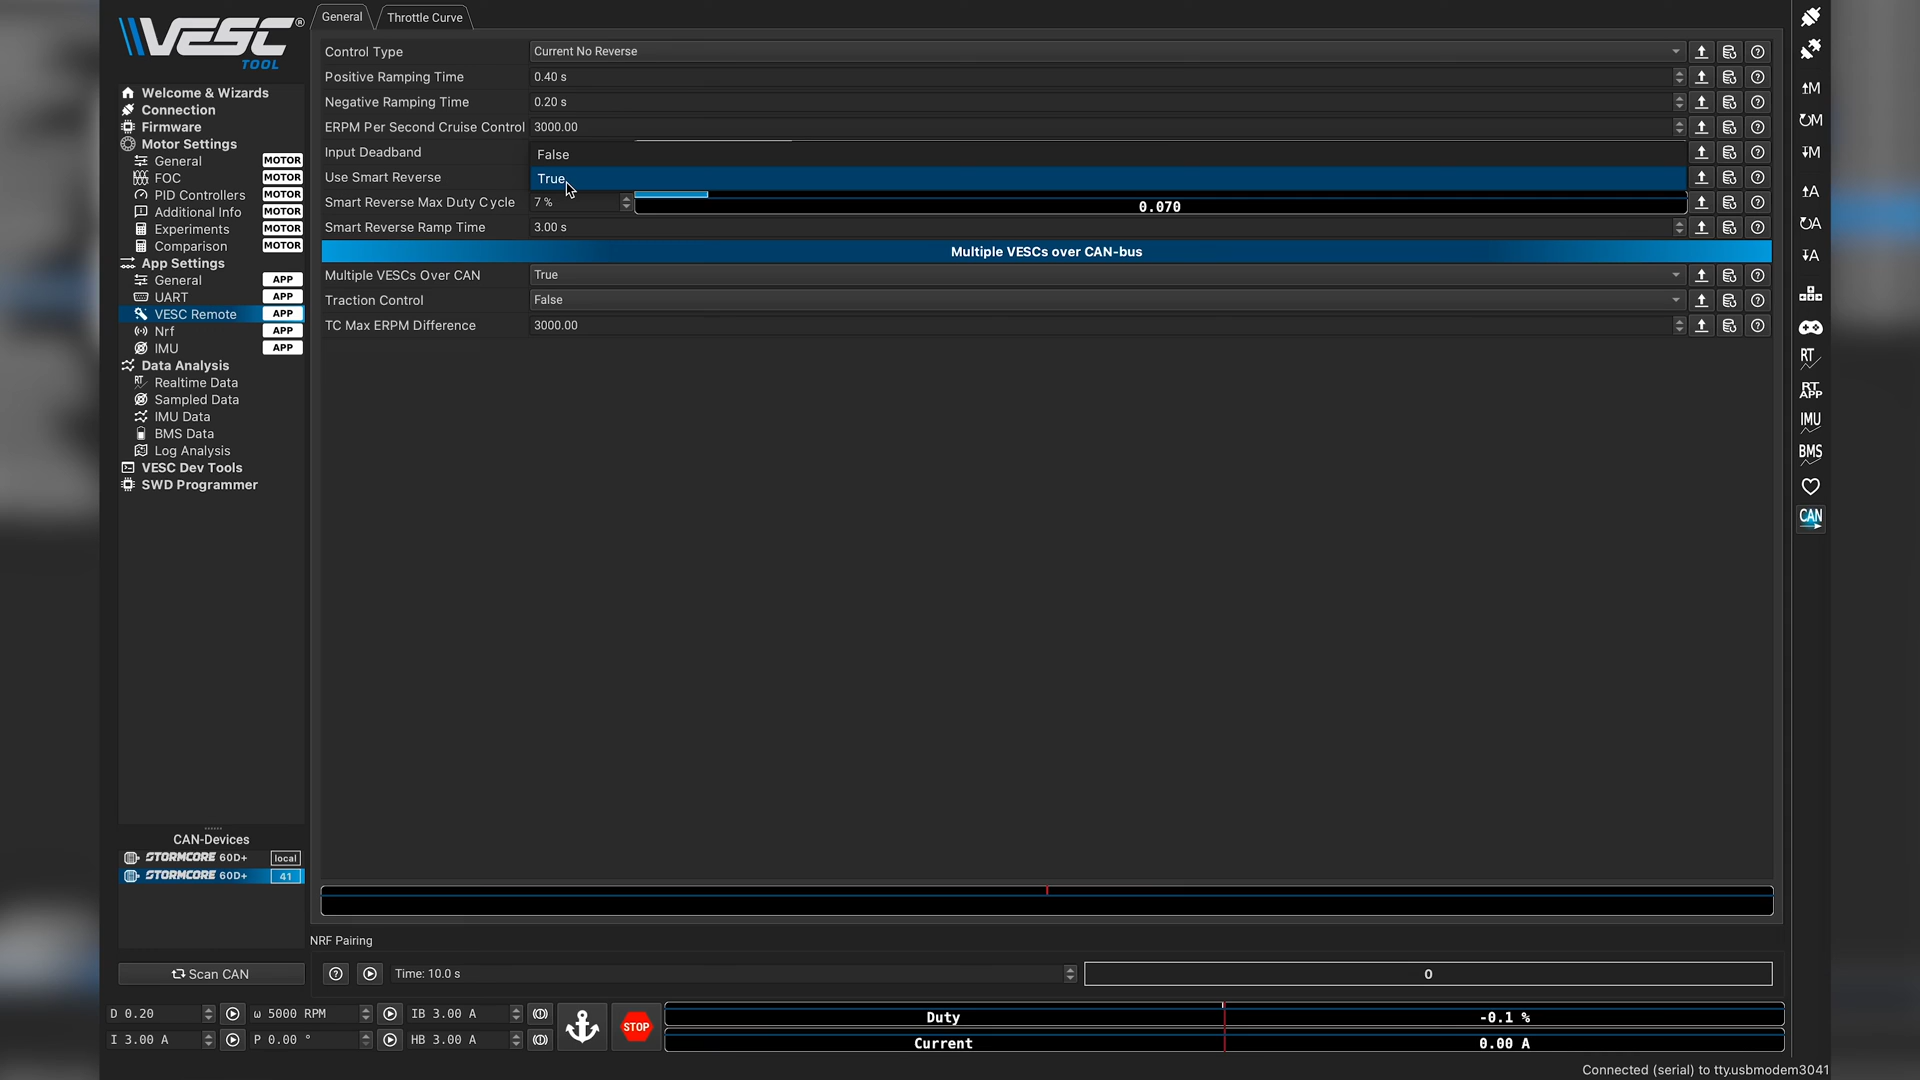 VESC®
TOOL
General
Throttle Curve
Control Type
Current No Reverse
Positive Ramping Time
0.40 s
Negative Ramping Time
0.20 s
ERPM Per Second Cruise Control
3000.00
Input Deadband
False
Use Smart Reverse
True
Smart Reverse Max Duty Cycle
7 %
0.070
Smart Reverse Ramp Time
3.00 s
Multiple VESCs over CAN-bus
Multiple VESCs Over CAN
True
Traction Control
False
TC Max ERPM Difference
3000.00
Welcome & Wizards
Connection
Firmware
Motor Settings
General MOTOR
FOC MOTOR
PID Controllers MOTOR
Additional Info MOTOR
Experiments MOTOR
Comparison MOTOR
App Settings
General APP
UART APP
VESC Remote APP
Nrf APP
IMU APP
Data Analysis
RT Realtime Data
Sampled Data
IMU Data
BMS Data
Log Analysis
VESC Dev Tools
SWD Programmer
CAN-Devices
STORMCORE 60D+ local
STORMCORE 60D+ 41
Scan CAN
NRF Pairing
Time: 10.0 s
0
D 0.20
ω 5000 RPM
IB 3.00 A
I 3.00 A
P 0.00 °
HB 3.00 A
STOP
Duty
-0.1 %
Current
0.00 A
M
M
M
A
A
A
RT
RT
APP
IMU
BMS
CAN
Connected (serial) to tty.usbmodem3041